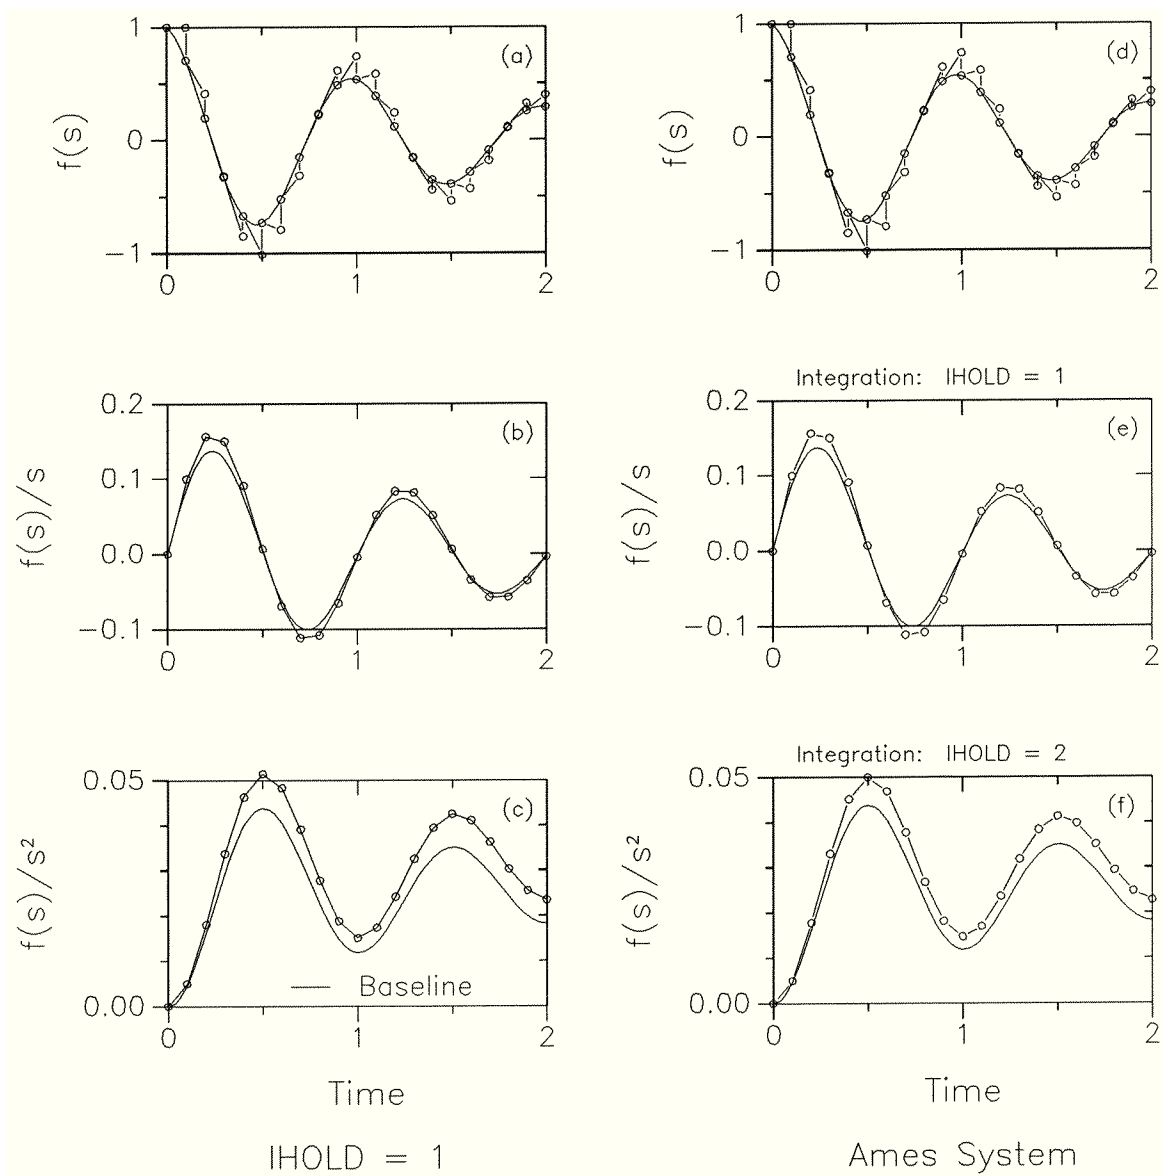 1
(a)
f(s)
0
−1
0
1
2
0.2
(b)
f(s)/s
0.1
0.0
−0.1
0
1
2
0.05
(c)
f(s)/s²
Baseline
0.00
0
1
2
Time
IHOLD = 1
1
(d)
f(s)
0
−1
0
1
2
Integration: IHOLD = 1
0.2
(e)
f(s)/s
0.1
0.0
−0.1
0
1
2
Integration: IHOLD = 2
0.05
(f)
f(s)/s²
0.00
0
1
2
Time
Ames System